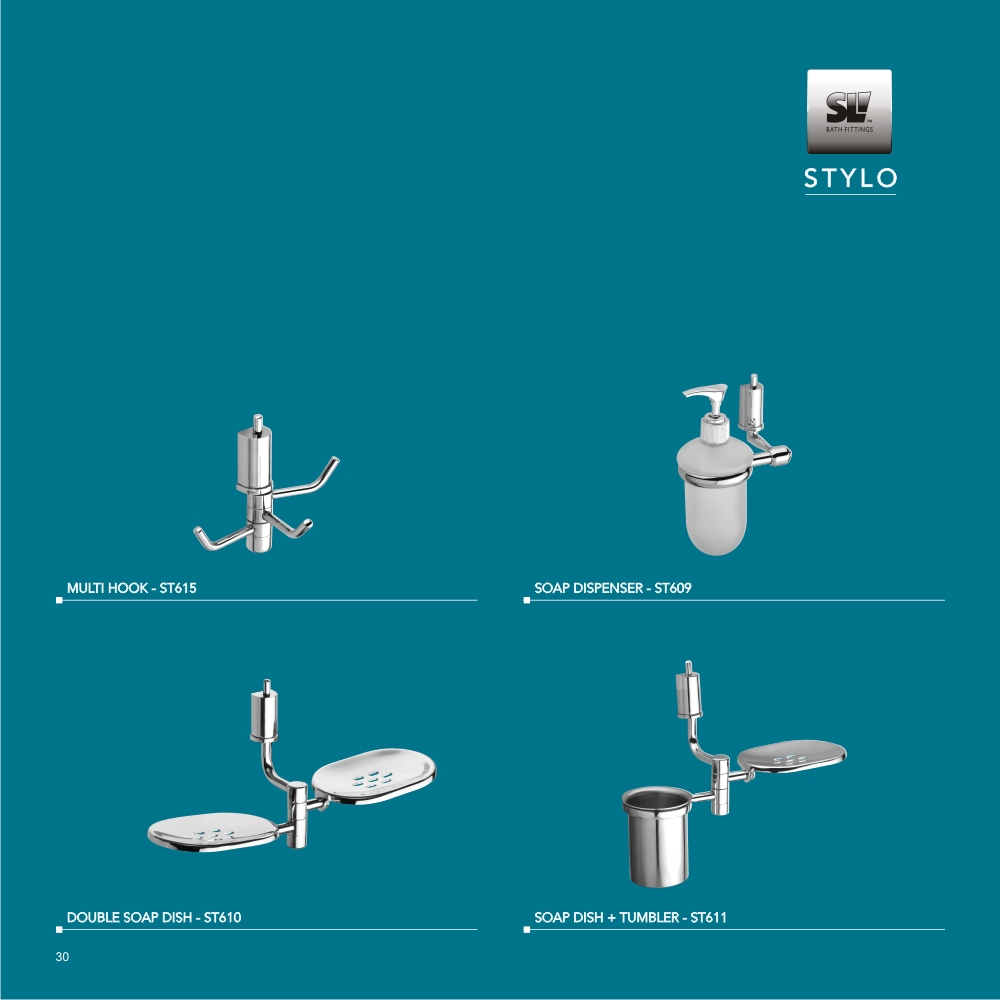 SL!
TM
BATH FITTINGS
STYLO
MULTI HOOK - ST615
SOAP DISPENSER - ST609
DOUBLE SOAP DISH - ST610
SOAP DISH + TUMBLER - ST611
30